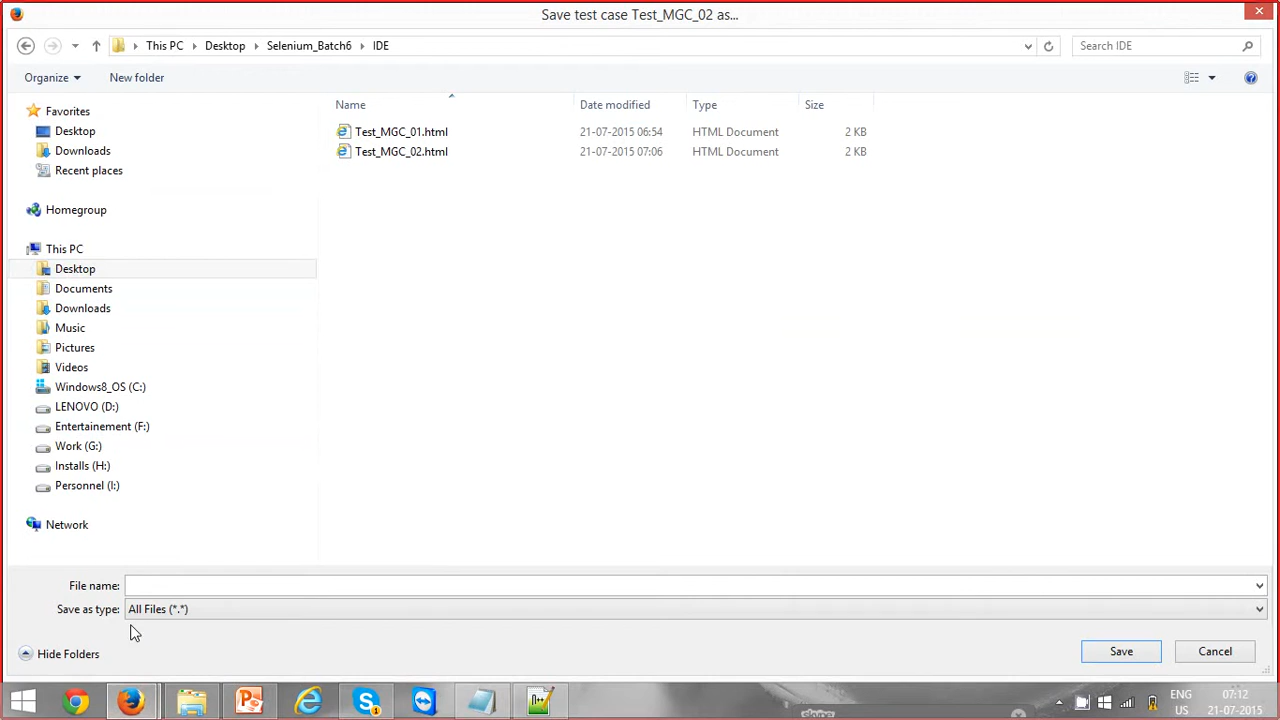 Save test case Test_MGC_02 as...
This PC Desktop Selenium_Batch6 IDE
Search IDE
Organize New folder
Name Date modified Type Size
Test_MGC_01.html 21-07-2015 06:54 HTML Document 2 KB
Test_MGC_02.html 21-07-2015 07:06 HTML Document 2 KB
Favorites
Desktop
Downloads
Recent places
Homegroup
This PC
Desktop
Documents
Downloads
Music
Pictures
Videos
Windows8_OS (C:)
LENOVO (D:)
Entertainement (F:)
Work (G:)
Installs (H:)
Personnel (I:)
Network
File name:
Save as type: All Files (*.*)
Hide Folders
Save Cancel
ENG 07:12
US 21-07-2015